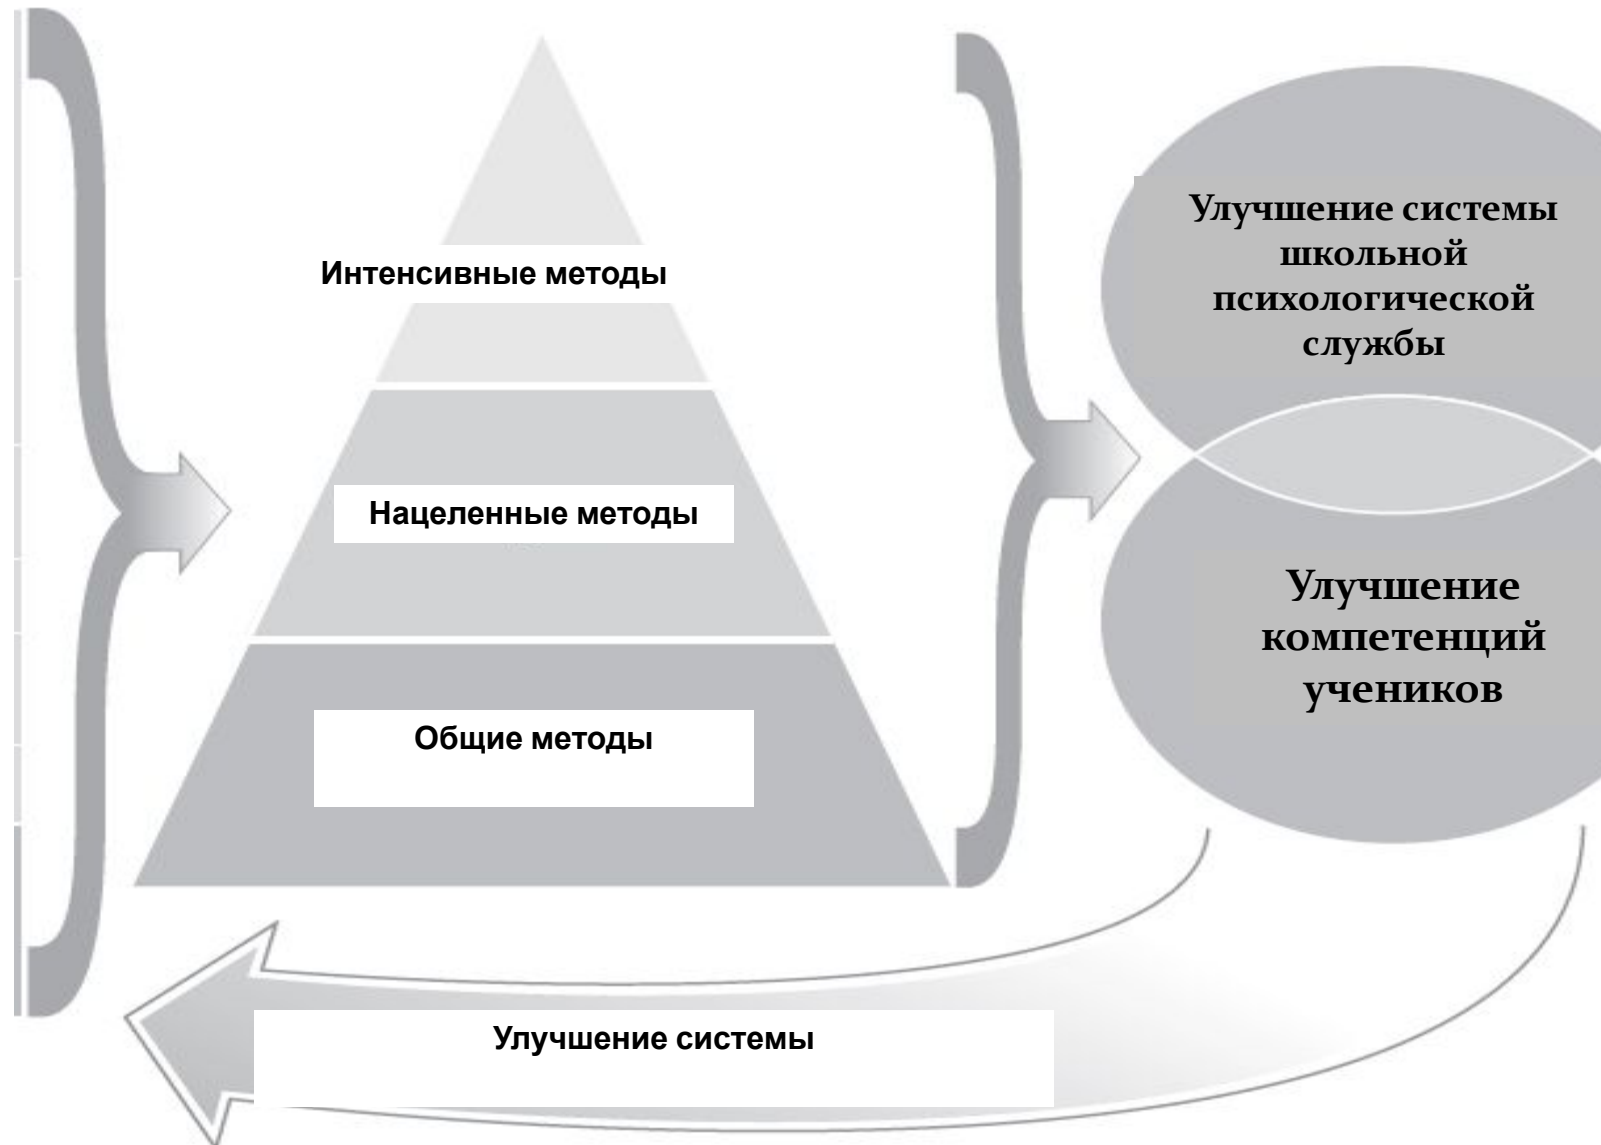 Интенсивные методы
Нацеленные методы
Общие методы
Улучшение системы
школьной
психологической
службы
Улучшение
компетенций
учеников
Улучшение системы